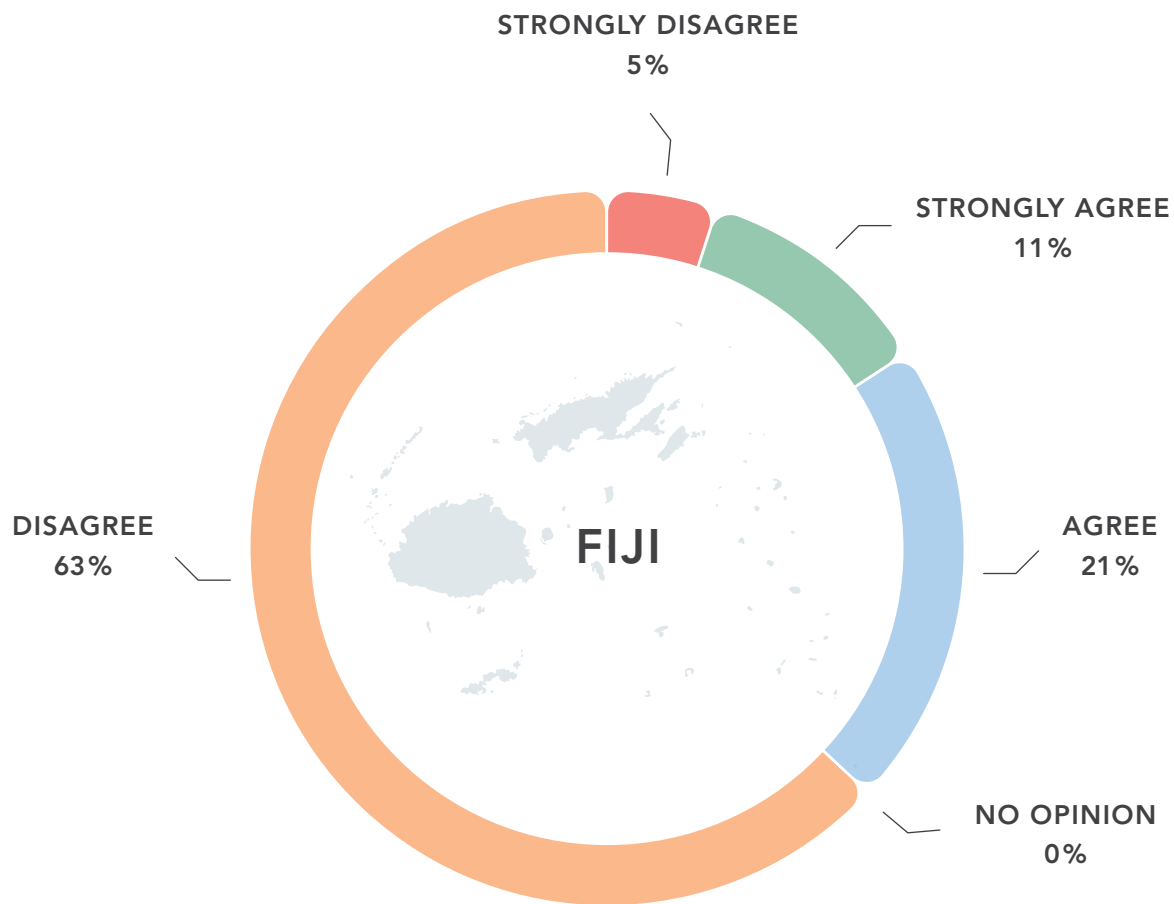 STRONGLY DISAGREE
5%
STRONGLY AGREE
11%
DISAGREE
63%
FIJI
AGREE
21%
NO OPINION
0%